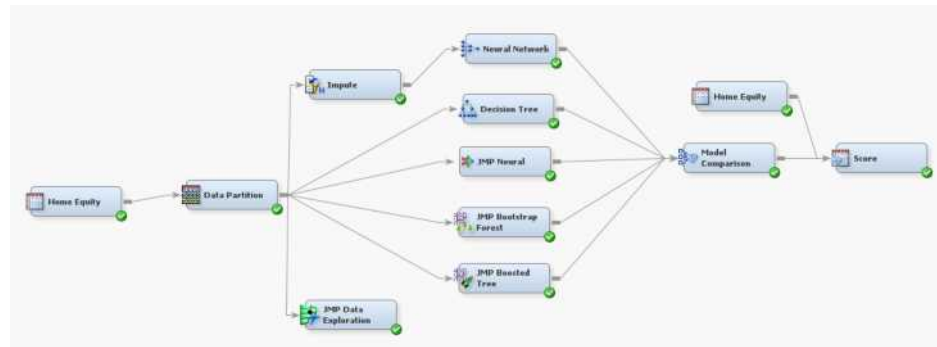 Neural Network
Impute
Home Equity
Decision Tree
Model
Comparison
Score
JMP Neural
Home Equity
Data Partition
JMP Bootstrap
Forest
JMP Boosted
Tree
JMP Data
Exploration